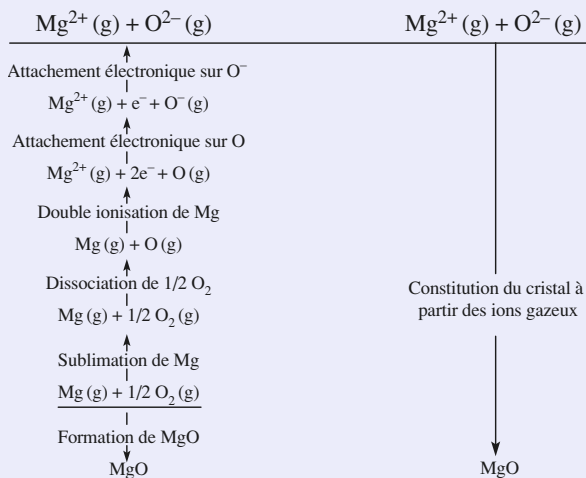 Mg²⁺(g) + O²⁻(g)
Attachement électronique sur O⁻
Mg²⁺(g) + e⁻ + O⁻(g)
Attachement électronique sur O
Mg²⁺(g) + 2e⁻ + O(g)
Double ionisation de Mg
Mg(g) + O(g)
Dissociation de 1/2 O₂
Mg(g) + 1/2 O₂(g)
Sublimation de Mg
Mg(g) + 1/2 O₂(g)
Formation de MgO
MgO
Mg²⁺(g) + O²⁻(g)
Constitution du cristal à
partir des ions gazeux
MgO